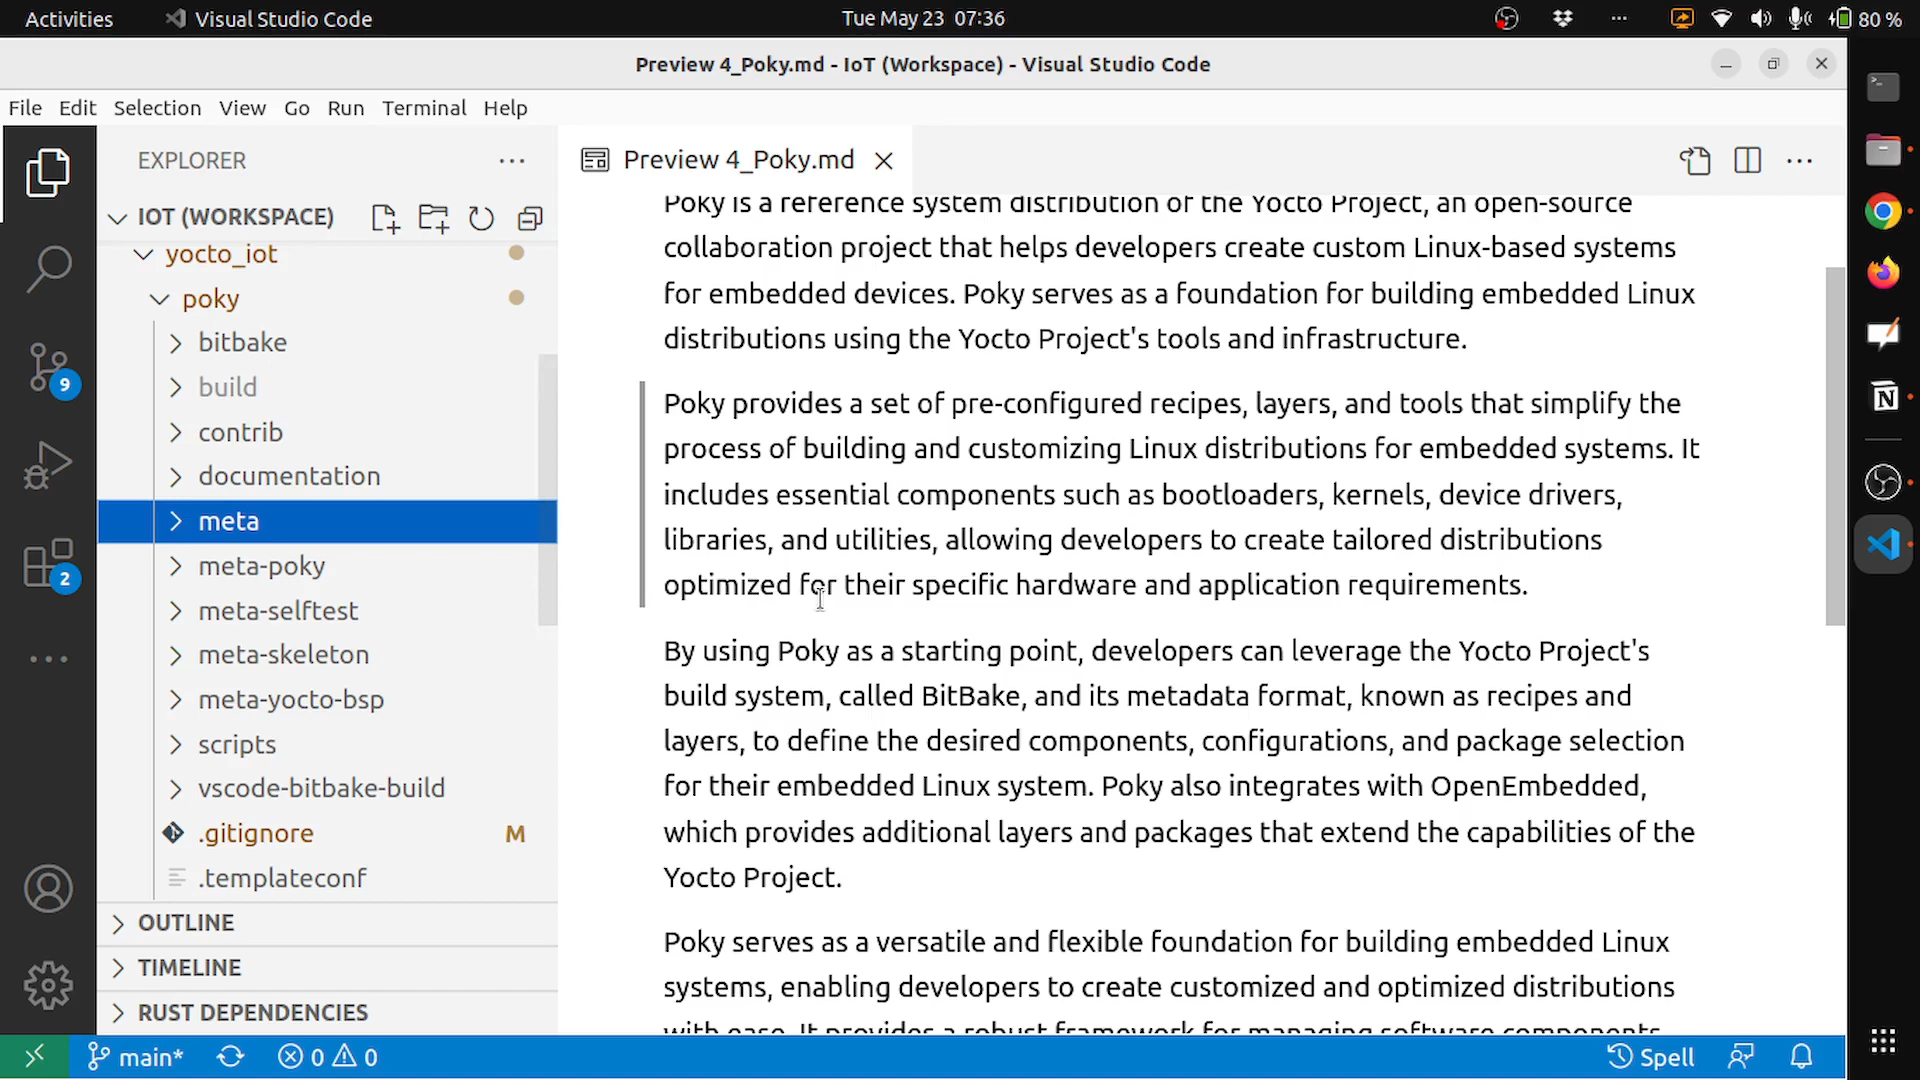 Activities
Visual Studio Code
Tue May 23 07:36
80 %
Preview 4_Poky.md - IoT (Workspace) - Visual Studio Code
File Edit Selection View Go Run Terminal Help
EXPLORER
IOT (WORKSPACE)
yocto_iot
poky
bitbake
build
contrib
documentation
meta
meta-poky
meta-selftest
meta-skeleton
meta-yocto-bsp
scripts
vscode-bitbake-build
.gitignore M
.templateconf
OUTLINE
TIMELINE
RUST DEPENDENCIES
9
2
Preview 4_Poky.md
Poky is a reference system distribution of the Yocto Project, an open-source
collaboration project that helps developers create custom Linux-based systems
for embedded devices. Poky serves as a foundation for building embedded Linux
distributions using the Yocto Project's tools and infrastructure.
Poky provides a set of pre-configured recipes, layers, and tools that simplify the
process of building and customizing Linux distributions for embedded systems. It
includes essential components such as bootloaders, kernels, device drivers,
libraries, and utilities, allowing developers to create tailored distributions
optimized for their specific hardware and application requirements.
By using Poky as a starting point, developers can leverage the Yocto Project's
build system, called BitBake, and its metadata format, known as recipes and
layers, to define the desired components, configurations, and package selection
for their embedded Linux system. Poky also integrates with OpenEmbedded,
which provides additional layers and packages that extend the capabilities of the
Yocto Project.
Poky serves as a versatile and flexible foundation for building embedded Linux
systems, enabling developers to create customized and optimized distributions
with ease. It provides a robust framework for managing software components,
main*
0
0
Spell